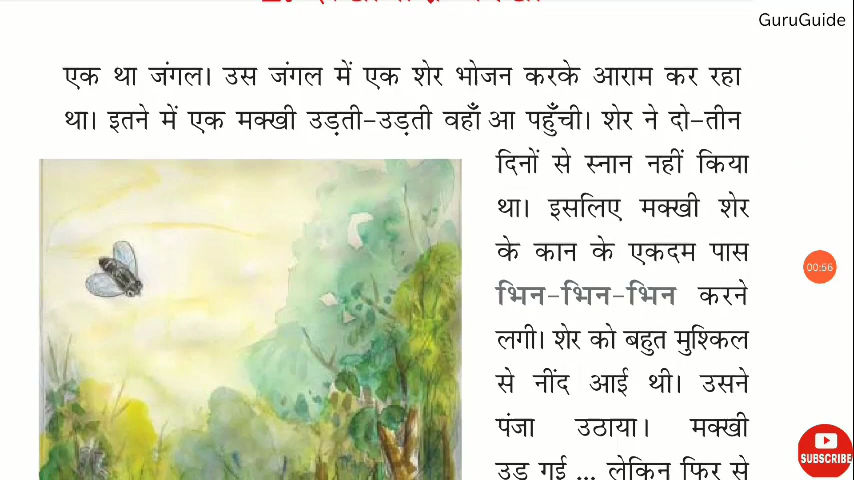 GuruGuide
एक था जंगल। उस जंगल में एक शेर भोजन करके आराम कर रहा
था। इतने में एक मक्खी उड़ती-उड़ती वहाँ आ पहुँची। शेर ने दो-तीन
दिनों से स्नान नहीं किया
था। इसलिए मक्खी शेर
के कान के एकदम पास
भिन-भिन-भिन करने
लगी। शेर को बहुत मुश्किल
से नींद आई थी। उसने
पंजा उठाया। मक्खी
उड़ गई ... लेकिन फिर से
00:56
SUBSCRIBE